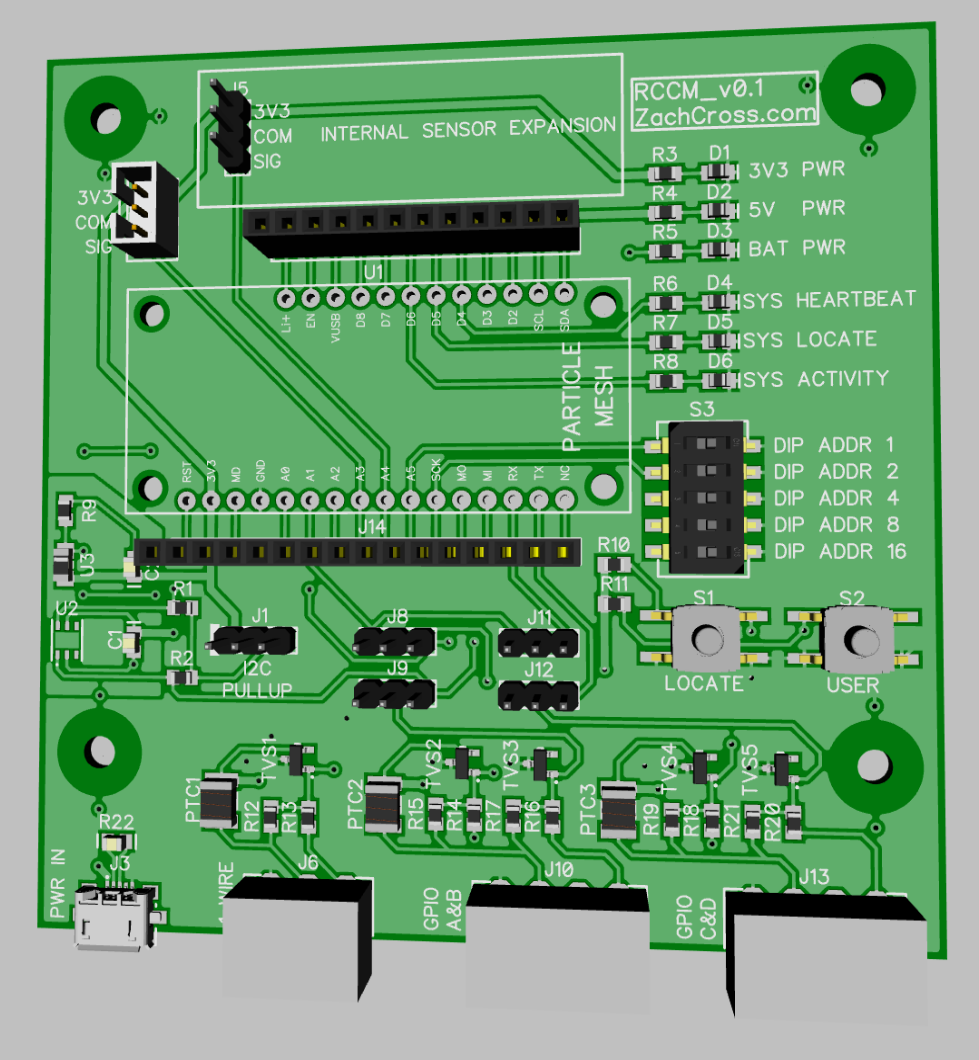 J5
3V3
COM
SIG
INTERNAL SENSOR EXPANSION
RCCM_v0.1
ZachCross.com
R3 D1 3V3 PWR
R4 D2 5V PWR
R5 D3 BAT PWR
R6 D4 SYS HEARTBEAT
R7 D5 SYS LOCATE
R8 D6 SYS ACTIVITY
3V3
COM
SIG
U1
Li+ EN VUSB D8 D7 D6 D5 D4 D3 D2 SCL SDA
PARTICLE
MESH
RST 3V3 MD GND A0 A1 A2 A3 A4 A5 SCK MO MI RX TX NC
J14
S3
DIP ADDR 1
DIP ADDR 2
DIP ADDR 4
DIP ADDR 8
DIP ADDR 16
R9
U3
U2
C1
R1
R2
J1
I2C
PULLUP
J8
J9
J11
J12
R10
R11
S1
LOCATE
S2
USER
PTC1
TVS1
R12
R13
PTC2
TVS2
TVS3
R15
R14
R17
R16
PTC3
TVS4
TVS5
R19
R18
R21
R20
R22
J3
PWR IN
WIRE
J6
GPIO
A&B
J10
GPIO
C&D
J13